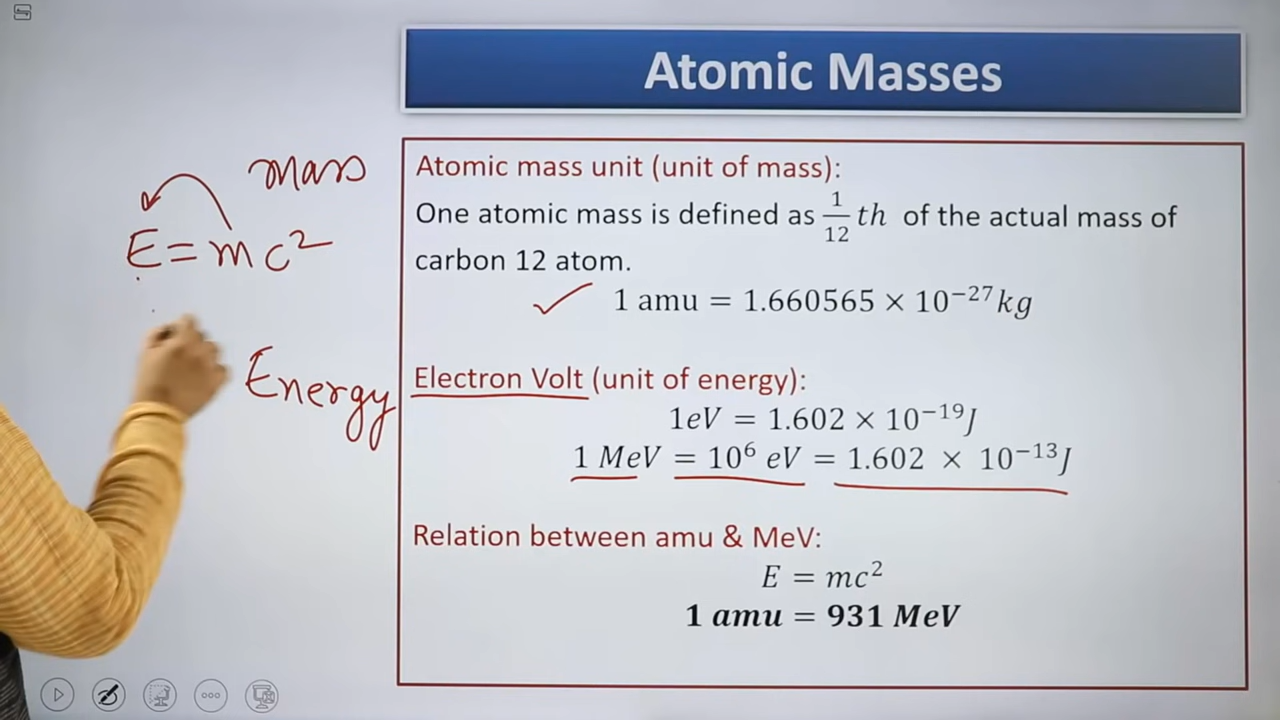 Atomic Masses
mass
E = mc²
Energy
Atomic mass unit (unit of mass):
One atomic mass is defined as 1/12 th of the actual mass of
carbon 12 atom.
1 amu = 1.660565 × 10⁻²⁷kg
Electron Volt (unit of energy):
1eV = 1.602 × 10⁻¹⁹J
1 MeV = 10⁶ eV = 1.602 × 10⁻¹³J
Relation between amu & MeV:
E = mc²
1 amu = 931 MeV